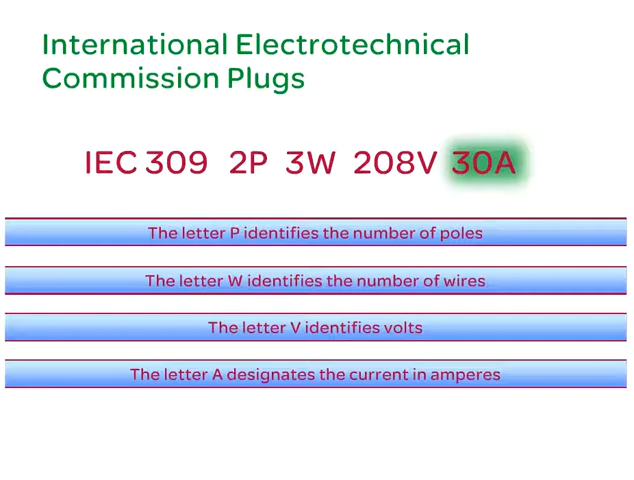 International Electrotechnical
Commission Plugs
IEC 309 2P 3W 208V 30A
The letter P identifies the number of poles
The letter W identifies the number of wires
The letter V identifies volts
The letter A designates the current in amperes